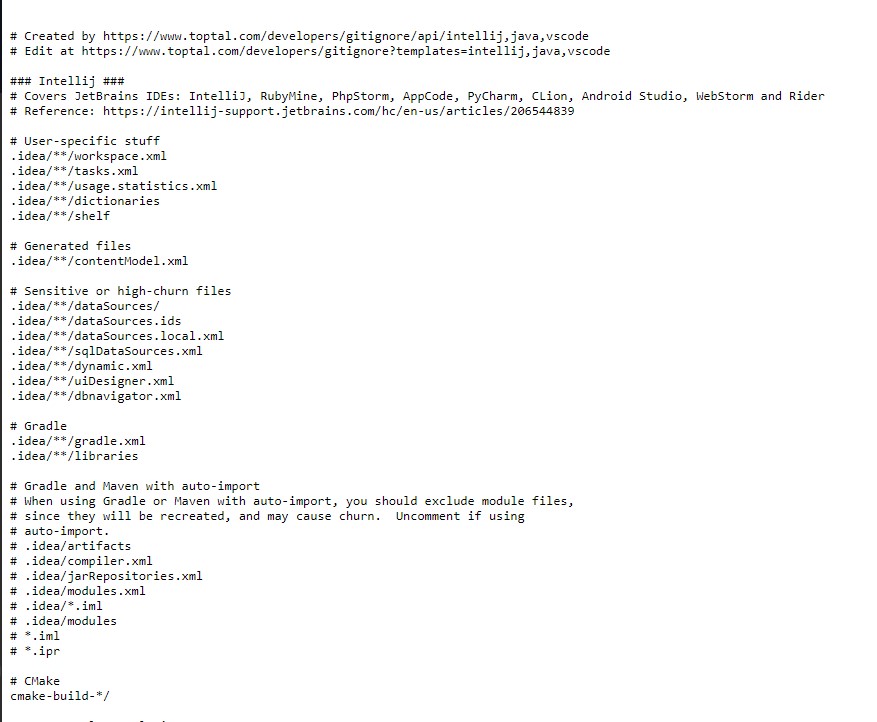 # Created by https://www.toptal.com/developers/gitignore/api/intellij,java,vscode
# Edit at https://www.toptal.com/developers/gitignore?templates=intellij,java,vscode
### Intellij ###
# Covers JetBrains IDEs: IntelliJ, RubyMine, PhpStorm, AppCode, PyCharm, CLion, Android Studio, WebStorm and Rider
# Reference: https://intellij-support.jetbrains.com/hc/en-us/articles/206544839
# User-specific stuff
.idea/**/workspace.xml
.idea/**/tasks.xml
.idea/**/usage.statistics.xml
.idea/**/dictionaries
.idea/**/shelf
# Generated files
.idea/**/contentModel.xml
# Sensitive or high-churn files
.idea/**/dataSources/
.idea/**/dataSources.ids
.idea/**/dataSources.local.xml
.idea/**/sqlDataSources.xml
.idea/**/dynamic.xml
.idea/**/uiDesigner.xml
.idea/**/dbnavigator.xml
# Gradle
.idea/**/gradle.xml
.idea/**/libraries
# Gradle and Maven with auto-import
# When using Gradle or Maven with auto-import, you should exclude module files,
# since they will be recreated, and may cause churn.  Uncomment if using
# auto-import.
# .idea/artifacts
# .idea/compiler.xml
# .idea/jarRepositories.xml
# .idea/modules.xml
# .idea/*.iml
# .idea/modules
# *.iml
# *.ipr
# CMake
cmake-build-*/